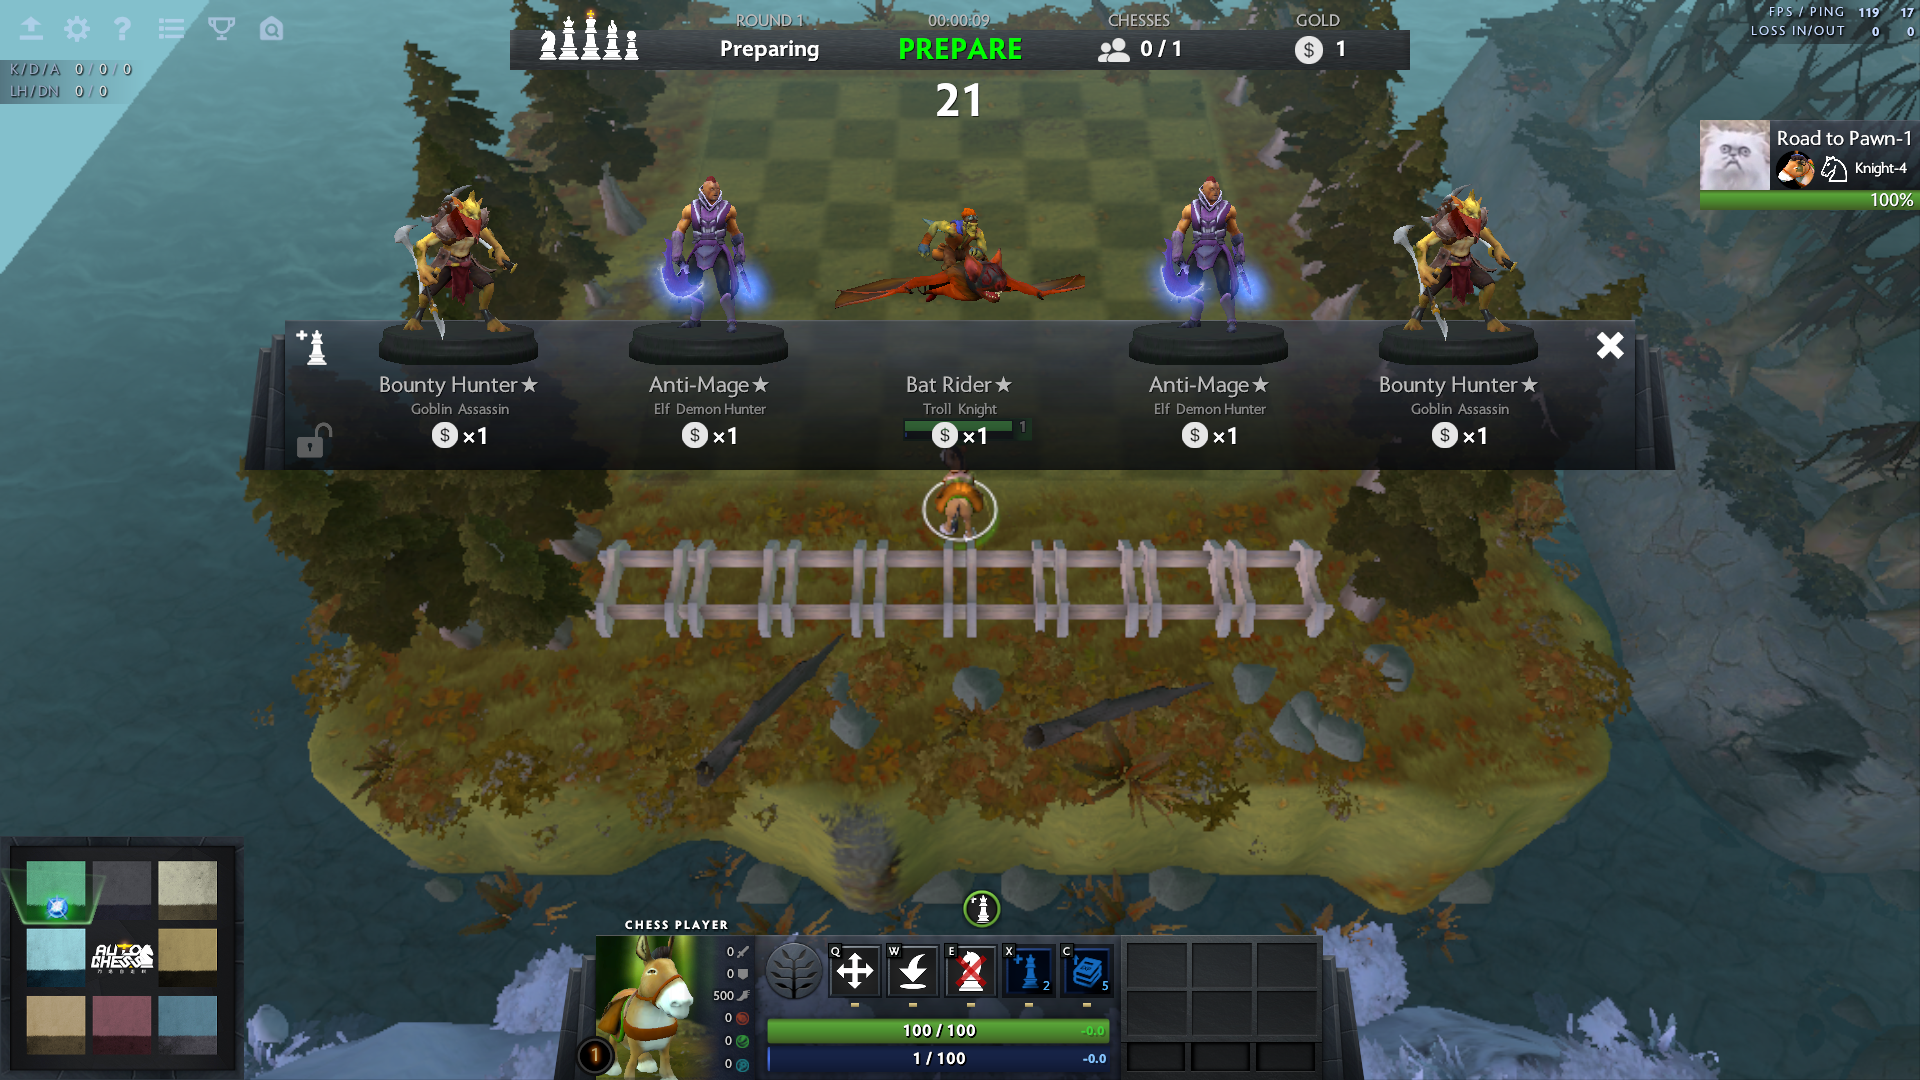 ROUND 1
Preparing
00:00:09
PREPARE
21
CHESSES
0 / 1
GOLD
$ 1
FPS / PING 119 17
LOSS IN/OUT 0 0
K/D/A 0 / 0 / 0
LH/DN 0 / 0
Road to Pawn-1
Knight-4
100%
Bounty Hunter★
Goblin Assassin
$ ×1
Anti-Mage★
Elf Demon Hunter
$ ×1
Bat Rider★
Troll Knight
$ ×1
1
Anti-Mage★
Elf Demon Hunter
$ ×1
Bounty Hunter★
Goblin Assassin
$ ×1
AUTO
CHESS
CHESS PLAYER
0
0
500
0
0
0
1
Q
W
E
X
2
C
5
100 / 100
-0.0
1 / 100
-0.0